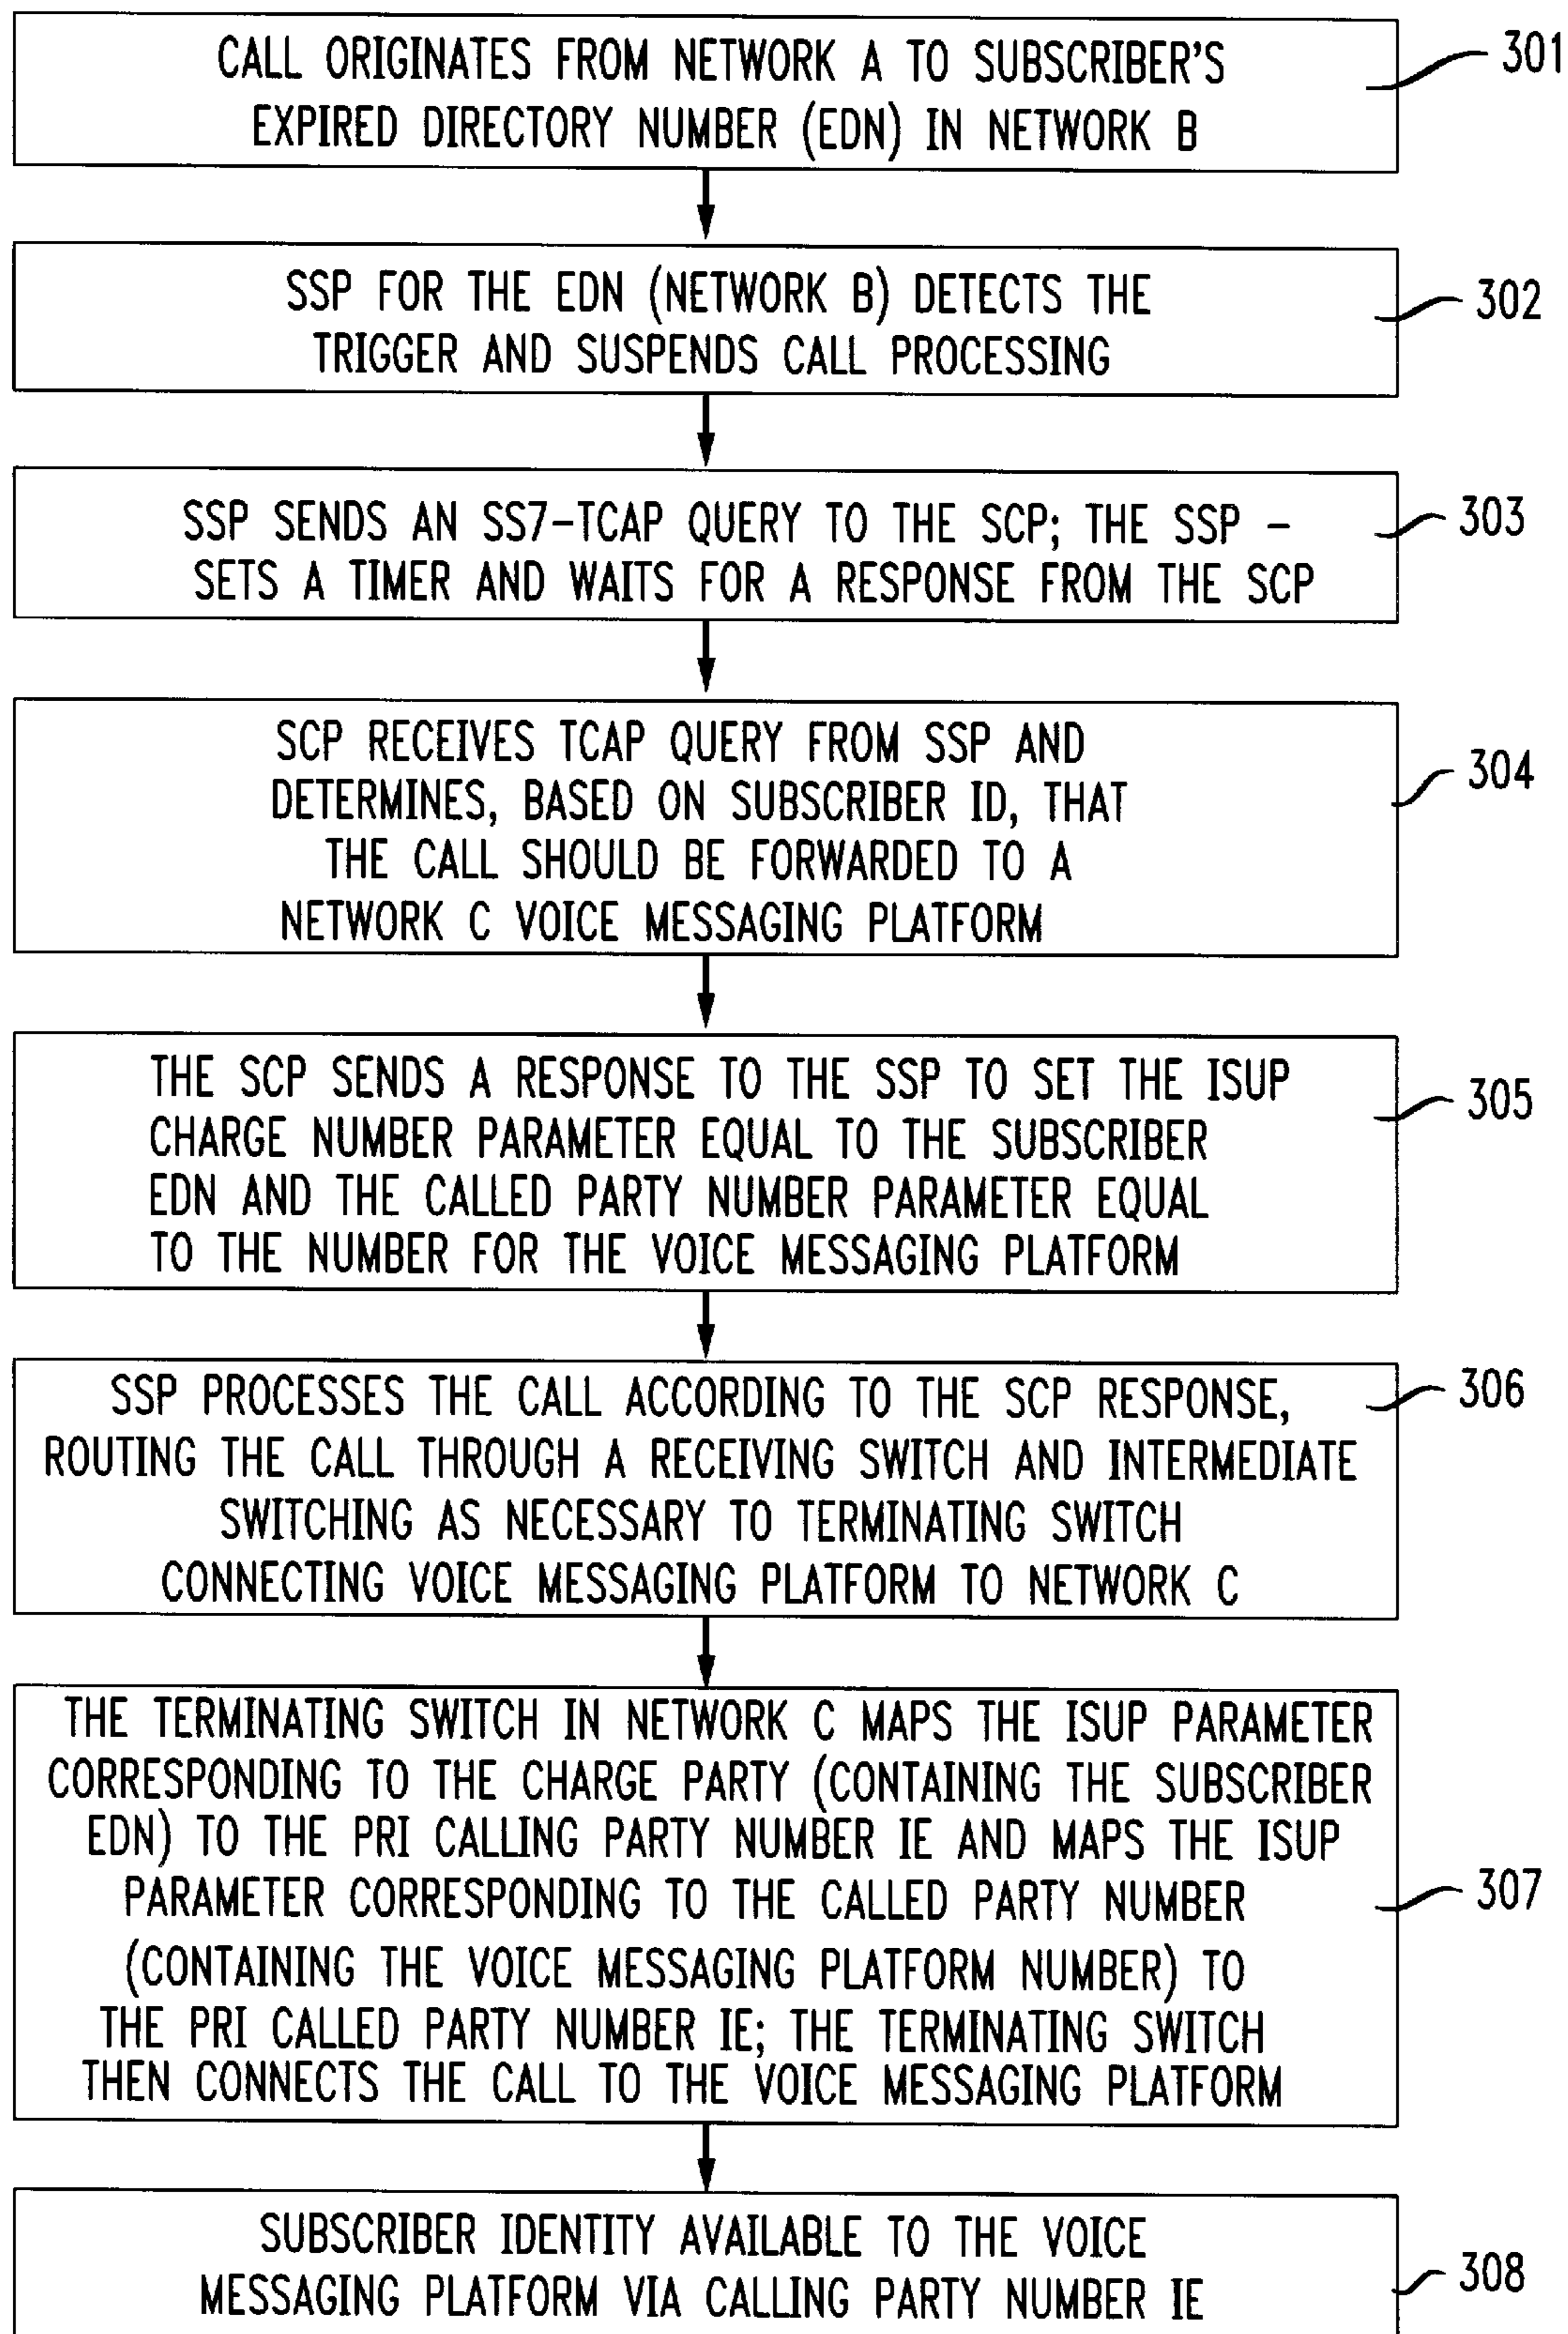 CALL ORIGINATES FROM NETWORK A TO SUBSCRIBER'S
EXPIRED DIRECTORY NUMBER (EDN) IN NETWORK B
301
SSP FOR THE EDN (NETWORK B) DETECTS THE
TRIGGER AND SUSPENDS CALL PROCESSING
302
SSP SENDS AN SS7-TCAP QUERY TO THE SCP; THE SSP -
SETS A TIMER AND WAITS FOR A RESPONSE FROM THE SCP
303
SCP RECEIVES TCAP QUERY FROM SSP AND
DETERMINES, BASED ON SUBSCRIBER ID, THAT
THE CALL SHOULD BE FORWARDED TO A
NETWORK C VOICE MESSAGING PLATFORM
304
THE SCP SENDS A RESPONSE TO THE SSP TO SET THE ISUP
CHARGE NUMBER PARAMETER EQUAL TO THE SUBSCRIBER
EDN AND THE CALLED PARTY NUMBER PARAMETER EQUAL
TO THE NUMBER FOR THE VOICE MESSAGING PLATFORM
305
SSP PROCESSES THE CALL ACCORDING TO THE SCP RESPONSE,
ROUTING THE CALL THROUGH A RECEIVING SWITCH AND INTERMEDIATE
SWITCHING AS NECESSARY TO TERMINATING SWITCH
CONNECTING VOICE MESSAGING PLATFORM TO NETWORK C
306
THE TERMINATING SWITCH IN NETWORK C MAPS THE ISUP PARAMETER
CORRESPONDING TO THE CHARGE PARTY (CONTAINING THE SUBSCRIBER
EDN) TO THE PRI CALLING PARTY NUMBER IE AND MAPS THE ISUP
PARAMETER CORRESPONDING TO THE CALLED PARTY NUMBER
(CONTAINING THE VOICE MESSAGING PLATFORM NUMBER) TO
THE PRI CALLED PARTY NUMBER IE; THE TERMINATING SWITCH
THEN CONNECTS THE CALL TO THE VOICE MESSAGING PLATFORM
307
SUBSCRIBER IDENTITY AVAILABLE TO THE VOICE
MESSAGING PLATFORM VIA CALLING PARTY NUMBER IE
308